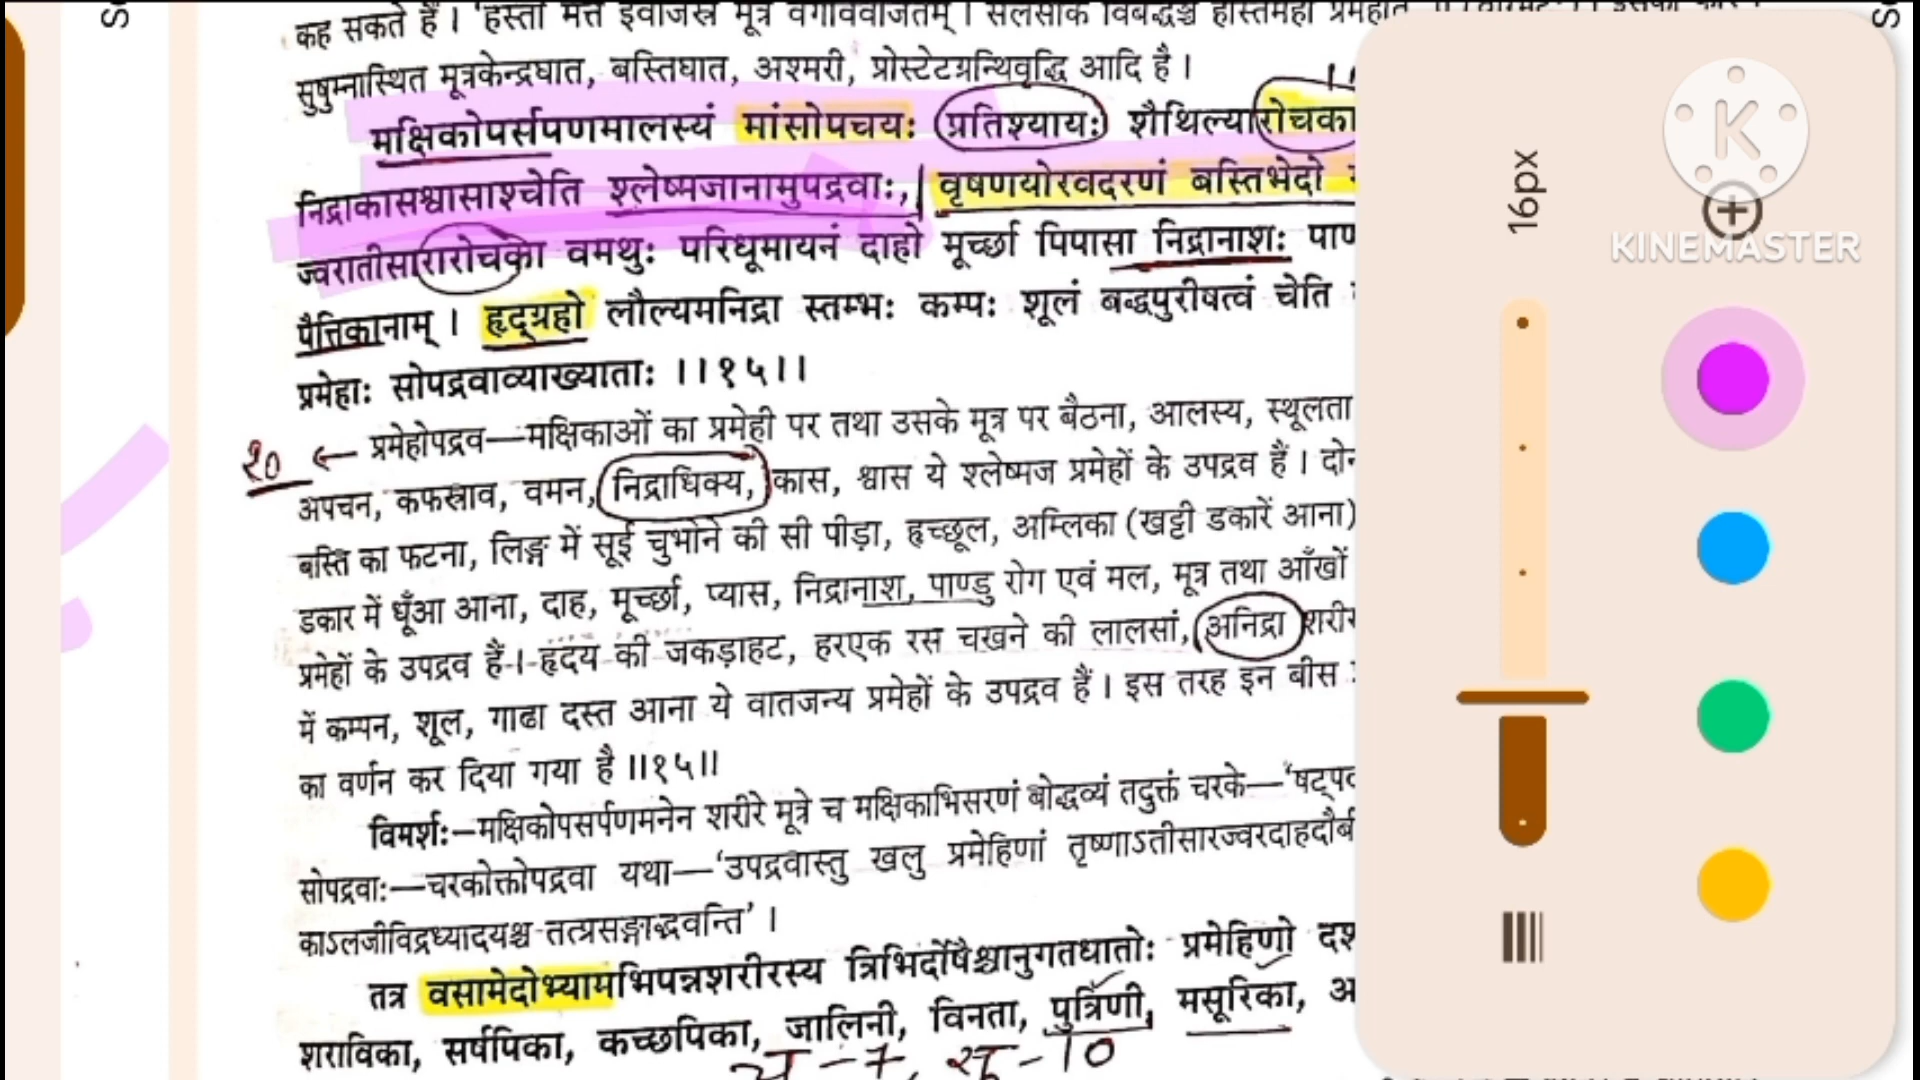 कह सकते हैं । 'हस्ती मत्त इवाजस्रं मूत्रं वेगविवर्जितम् । सलसीकं विबद्धञ्च हस्तिमेही प्रमेहति
सुषुम्नास्थित मूत्रकेन्द्रघात, बस्तिघात, अश्मरी, प्रोस्टेटग्रन्थिवृद्धि आदि है ।
मक्षिकोपर्सपणमालस्यं मांसोपचयः प्रतिश्यायः शैथिल्यारोचका
निद्राकासश्वासाश्चेति श्लेष्मजानामुपद्रवाः, वृषणयोरवदरणं बस्तिभेदो
ज्वरातीसारारोचका वमथुः परिधूमायनं दाहो मूर्च्छा पिपासा निद्रानाशः पाण
पैत्तिकानाम् । हृद्ग्रहो लौल्यमनिद्रा स्तम्भः कम्पः शूलं बद्धपुरीषत्वं चेति
प्रमेहाः सोपद्रवाव्याख्याताः ।।१५।।
२० ← प्रमेहोपद्रव—मक्षिकाओं का प्रमेही पर तथा उसके मूत्र पर बैठना, आलस्य, स्थूलता
अपचन, कफस्राव, वमन, निद्राधिक्य, कास, श्वास ये श्लेष्मज प्रमेहों के उपद्रव हैं । दोन
बस्ति का फटना, लिङ्ग में सूई चुभोने की सी पीड़ा, हृच्छूल, अम्लिका (खट्टी डकारें आना)
डकार में धूँआ आना, दाह, मूर्च्छा, प्यास, निद्रानाश, पाण्डु रोग एवं मल, मूत्र तथा आँखों
प्रमेहों के उपद्रव हैं । हृदय की जकड़ाहट, हरएक रस चखने की लालसां, अनिद्रा शरीर
में कम्पन, शूल, गाढा दस्त आना ये वातजन्य प्रमेहों के उपद्रव हैं । इस तरह इन बीस
का वर्णन कर दिया गया है ॥१५॥
विमर्शः—मक्षिकोपसर्पणमनेन शरीरे मूत्रे च मक्षिकाभिसरणं बोद्धव्यं तदुक्तं चरके—'षट्पद
सोपद्रवाः—चरकोक्तोपद्रवा यथा—'उपद्रवास्तु खलु प्रमेहिणां तृष्णाऽतीसारज्वरदाहदौर्ब
काऽलजीविद्रध्यादयश्च तत्प्रसङ्गाद्भवन्ति' ।
तत्र वसामेदोभ्यामभिपन्नशरीरस्य त्रिभिर्दोषैश्चानुगतधातोः प्रमेहिणो दश
शराविका, सर्षपिका, कच्छपिका, जालिनी, विनता, पुत्रिणी, मसूरिका, अ
–7, सू–10
16px
K
KINEMASTER